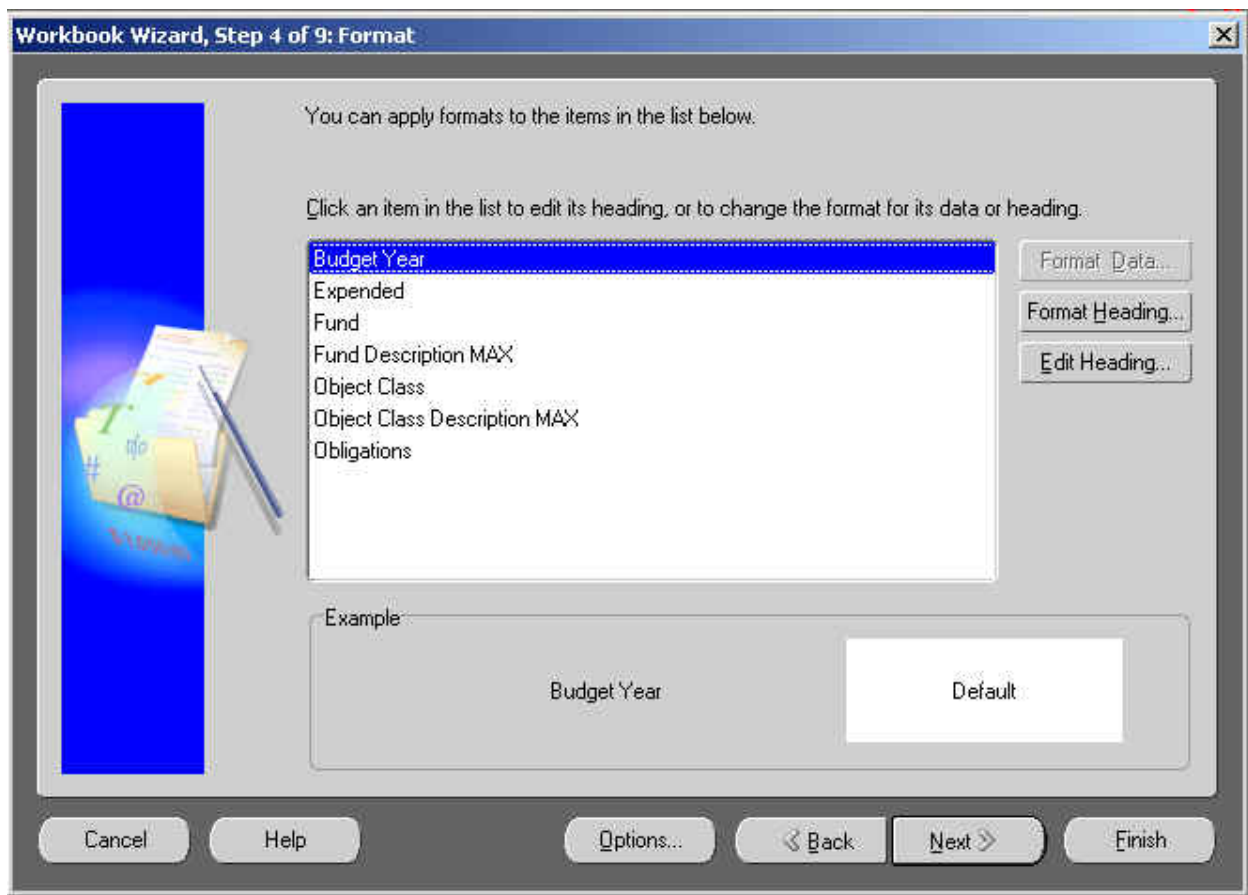 Workbook Wizard, Step 4 of 9: Format
You can apply formats to the items in the list below.
Click an item in the list to edit its heading, or to change the format for its data or heading.
Budget Year
Expended
Fund
Fund Description MAX
Object Class
Object Class Description MAX
Obligations
Format Data...
Format Heading...
Edit Heading...
T
#
@
Example
Budget Year
Default
Cancel
Help
Options...
Back
Next
Finish